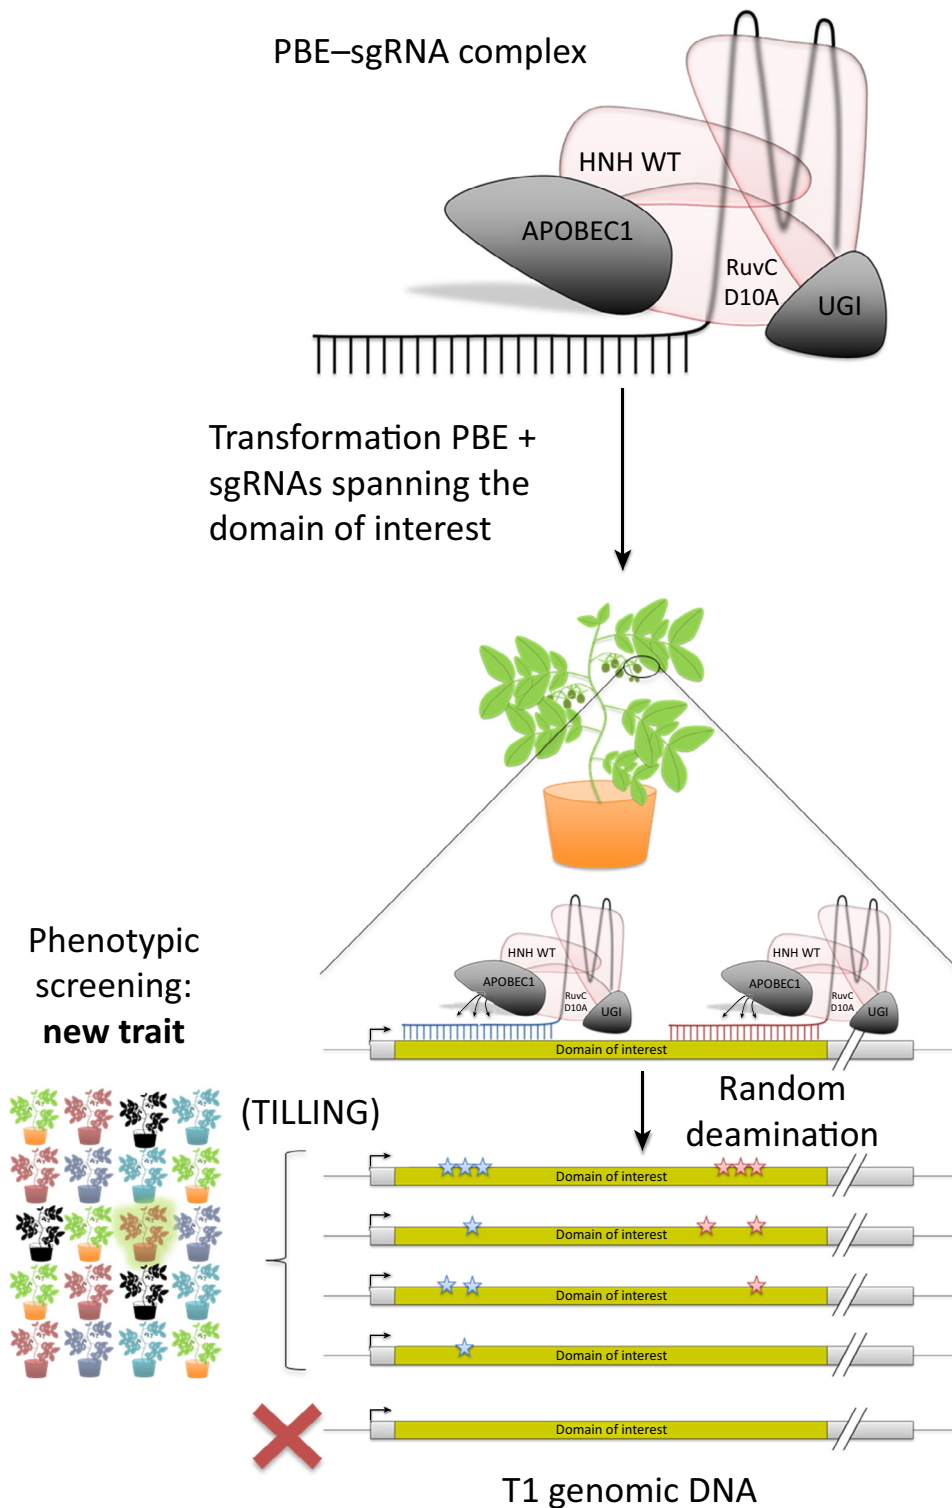 PBE–sgRNA complex
HNH WT
APOBEC1
RuvC
D10A
UGI
Transformation PBE +
sgRNAs spanning the
domain of interest
Phenotypic
screening:
new trait
HNH WT
APOBEC1
RuvC
D10A
UGI
HNH WT
APOBEC1
RuvC
D10A
UGI
Domain of interest
(TILLING)
Random
deamination
Domain of interest
Domain of interest
Domain of interest
Domain of interest
Domain of interest
T1 genomic DNA